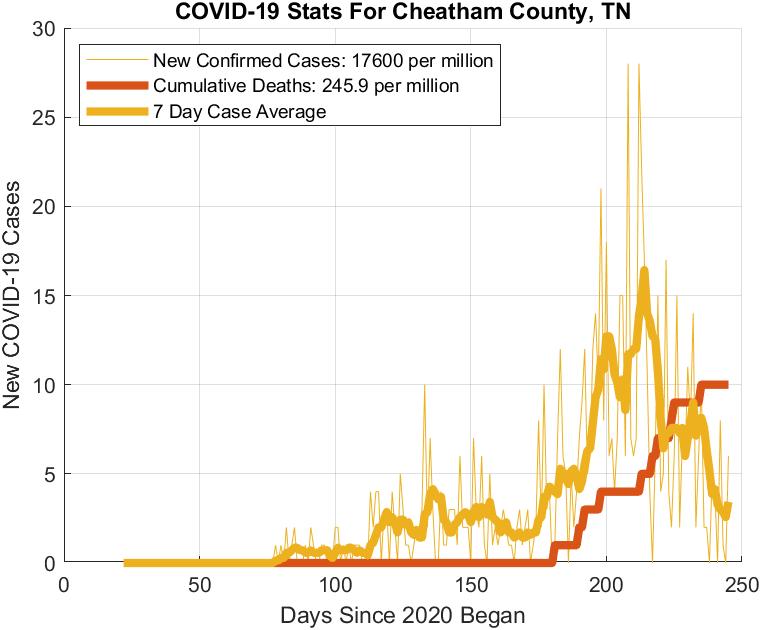 COVID-19 Stats For Cheatham County, TN
30
New Confirmed Cases: 17600 per million
Cumulative Deaths: 245.9 per million
7 Day Case Average
25
20
15
10
5
0
New COVID-19 Cases
0 50 100 150 200 250
Days Since 2020 Began